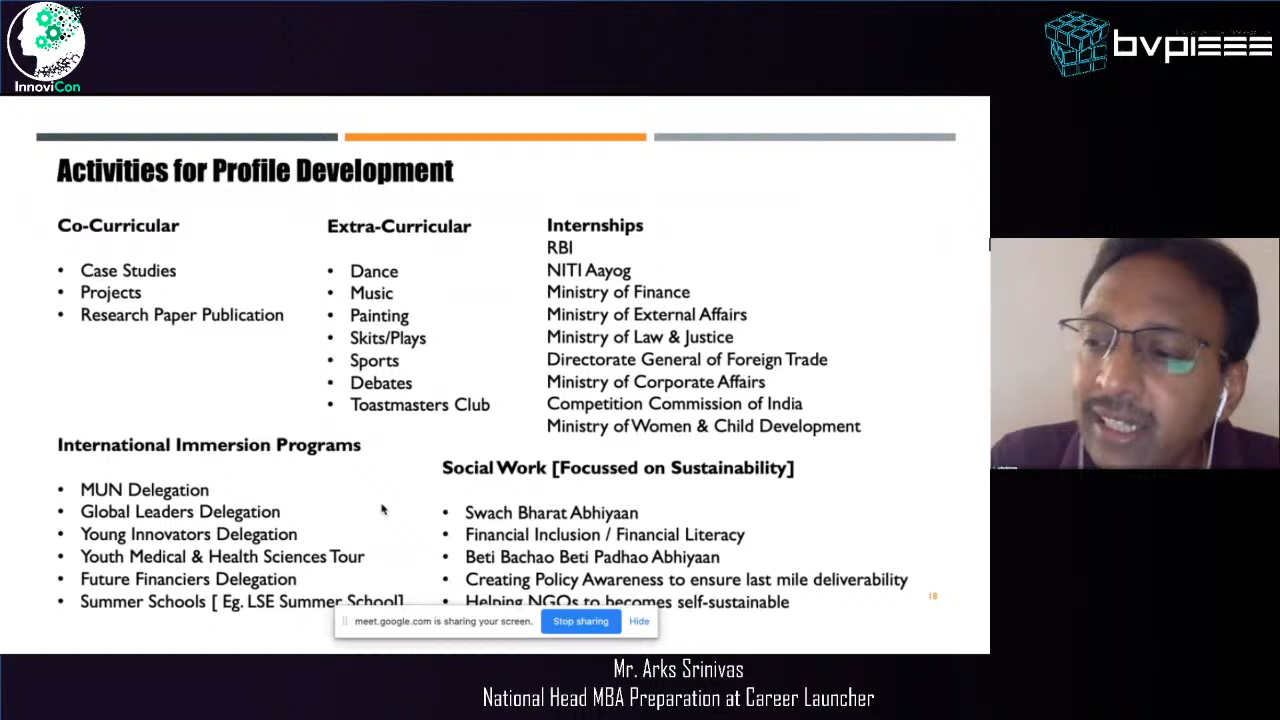 InnoviCon
bvpieee
Activities for Profile Development
Co-Curricular
• Case Studies
• Projects
• Research Paper Publication
Extra-Curricular
• Dance
• Music
• Painting
• Skits/Plays
• Sports
• Debates
• Toastmasters Club
Internships
RBI
NITI Aayog
Ministry of Finance
Ministry of External Affairs
Ministry of Law & Justice
Directorate General of Foreign Trade
Ministry of Corporate Affairs
Competition Commission of India
Ministry of Women & Child Development
International Immersion Programs
• MUN Delegation
• Global Leaders Delegation
• Young Innovators Delegation
• Youth Medical & Health Sciences Tour
• Future Financiers Delegation
• Summer Schools [ Eg. LSE Summer School]
Social Work [Focussed on Sustainability]
• Swach Bharat Abhiyaan
• Financial Inclusion / Financial Literacy
• Beti Bachao Beti Padhao Abhiyaan
• Creating Policy Awareness to ensure last mile deliverability
• Helping NGOs to becomes self-sustainable
18
meet.google.com is sharing your screen.
Stop sharing
Hide
Mr. Arks Srinivas
National Head MBA Preparation at Career Launcher